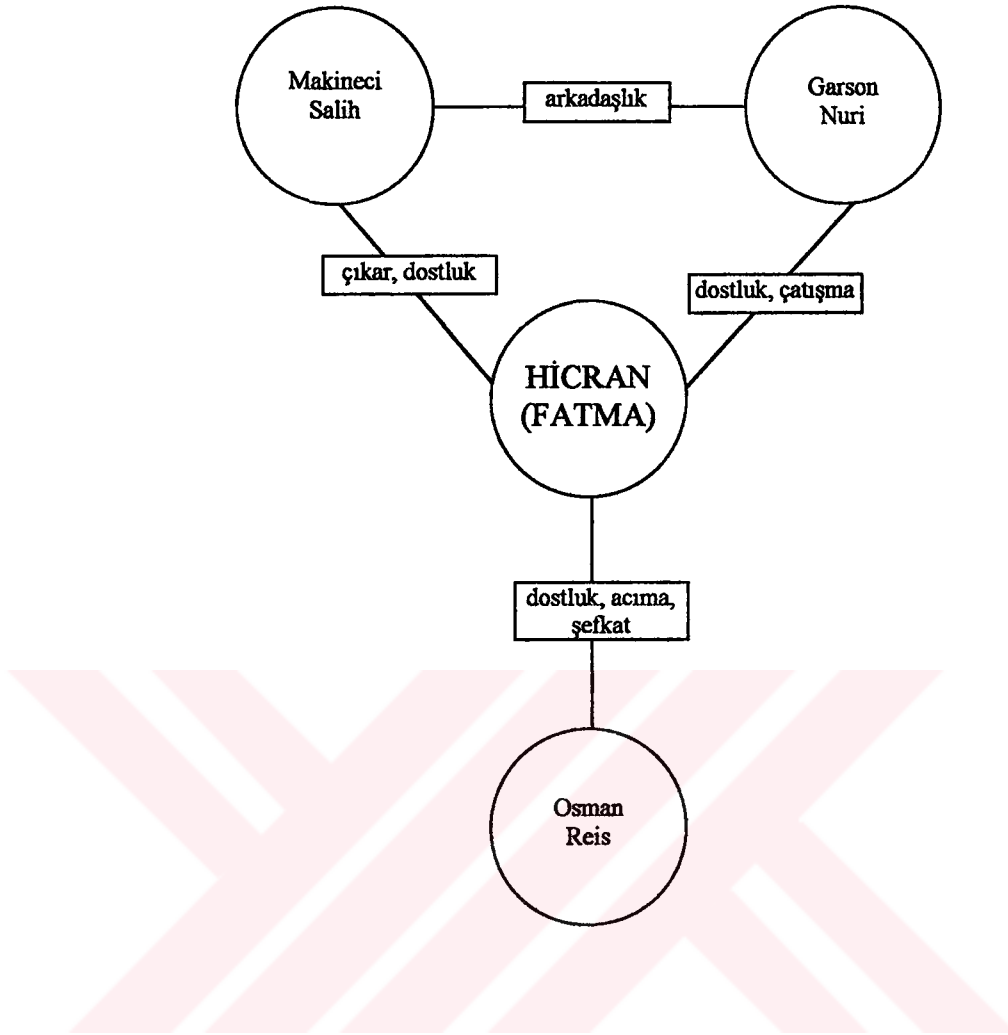 Makineci
Salih
arkadaşlık
Garson
Nuri
çıkar, dostluk
dostluk, çatışma
HİCRAN
(FATMA)
dostluk, acıma,
şefkat
Osman
Reis